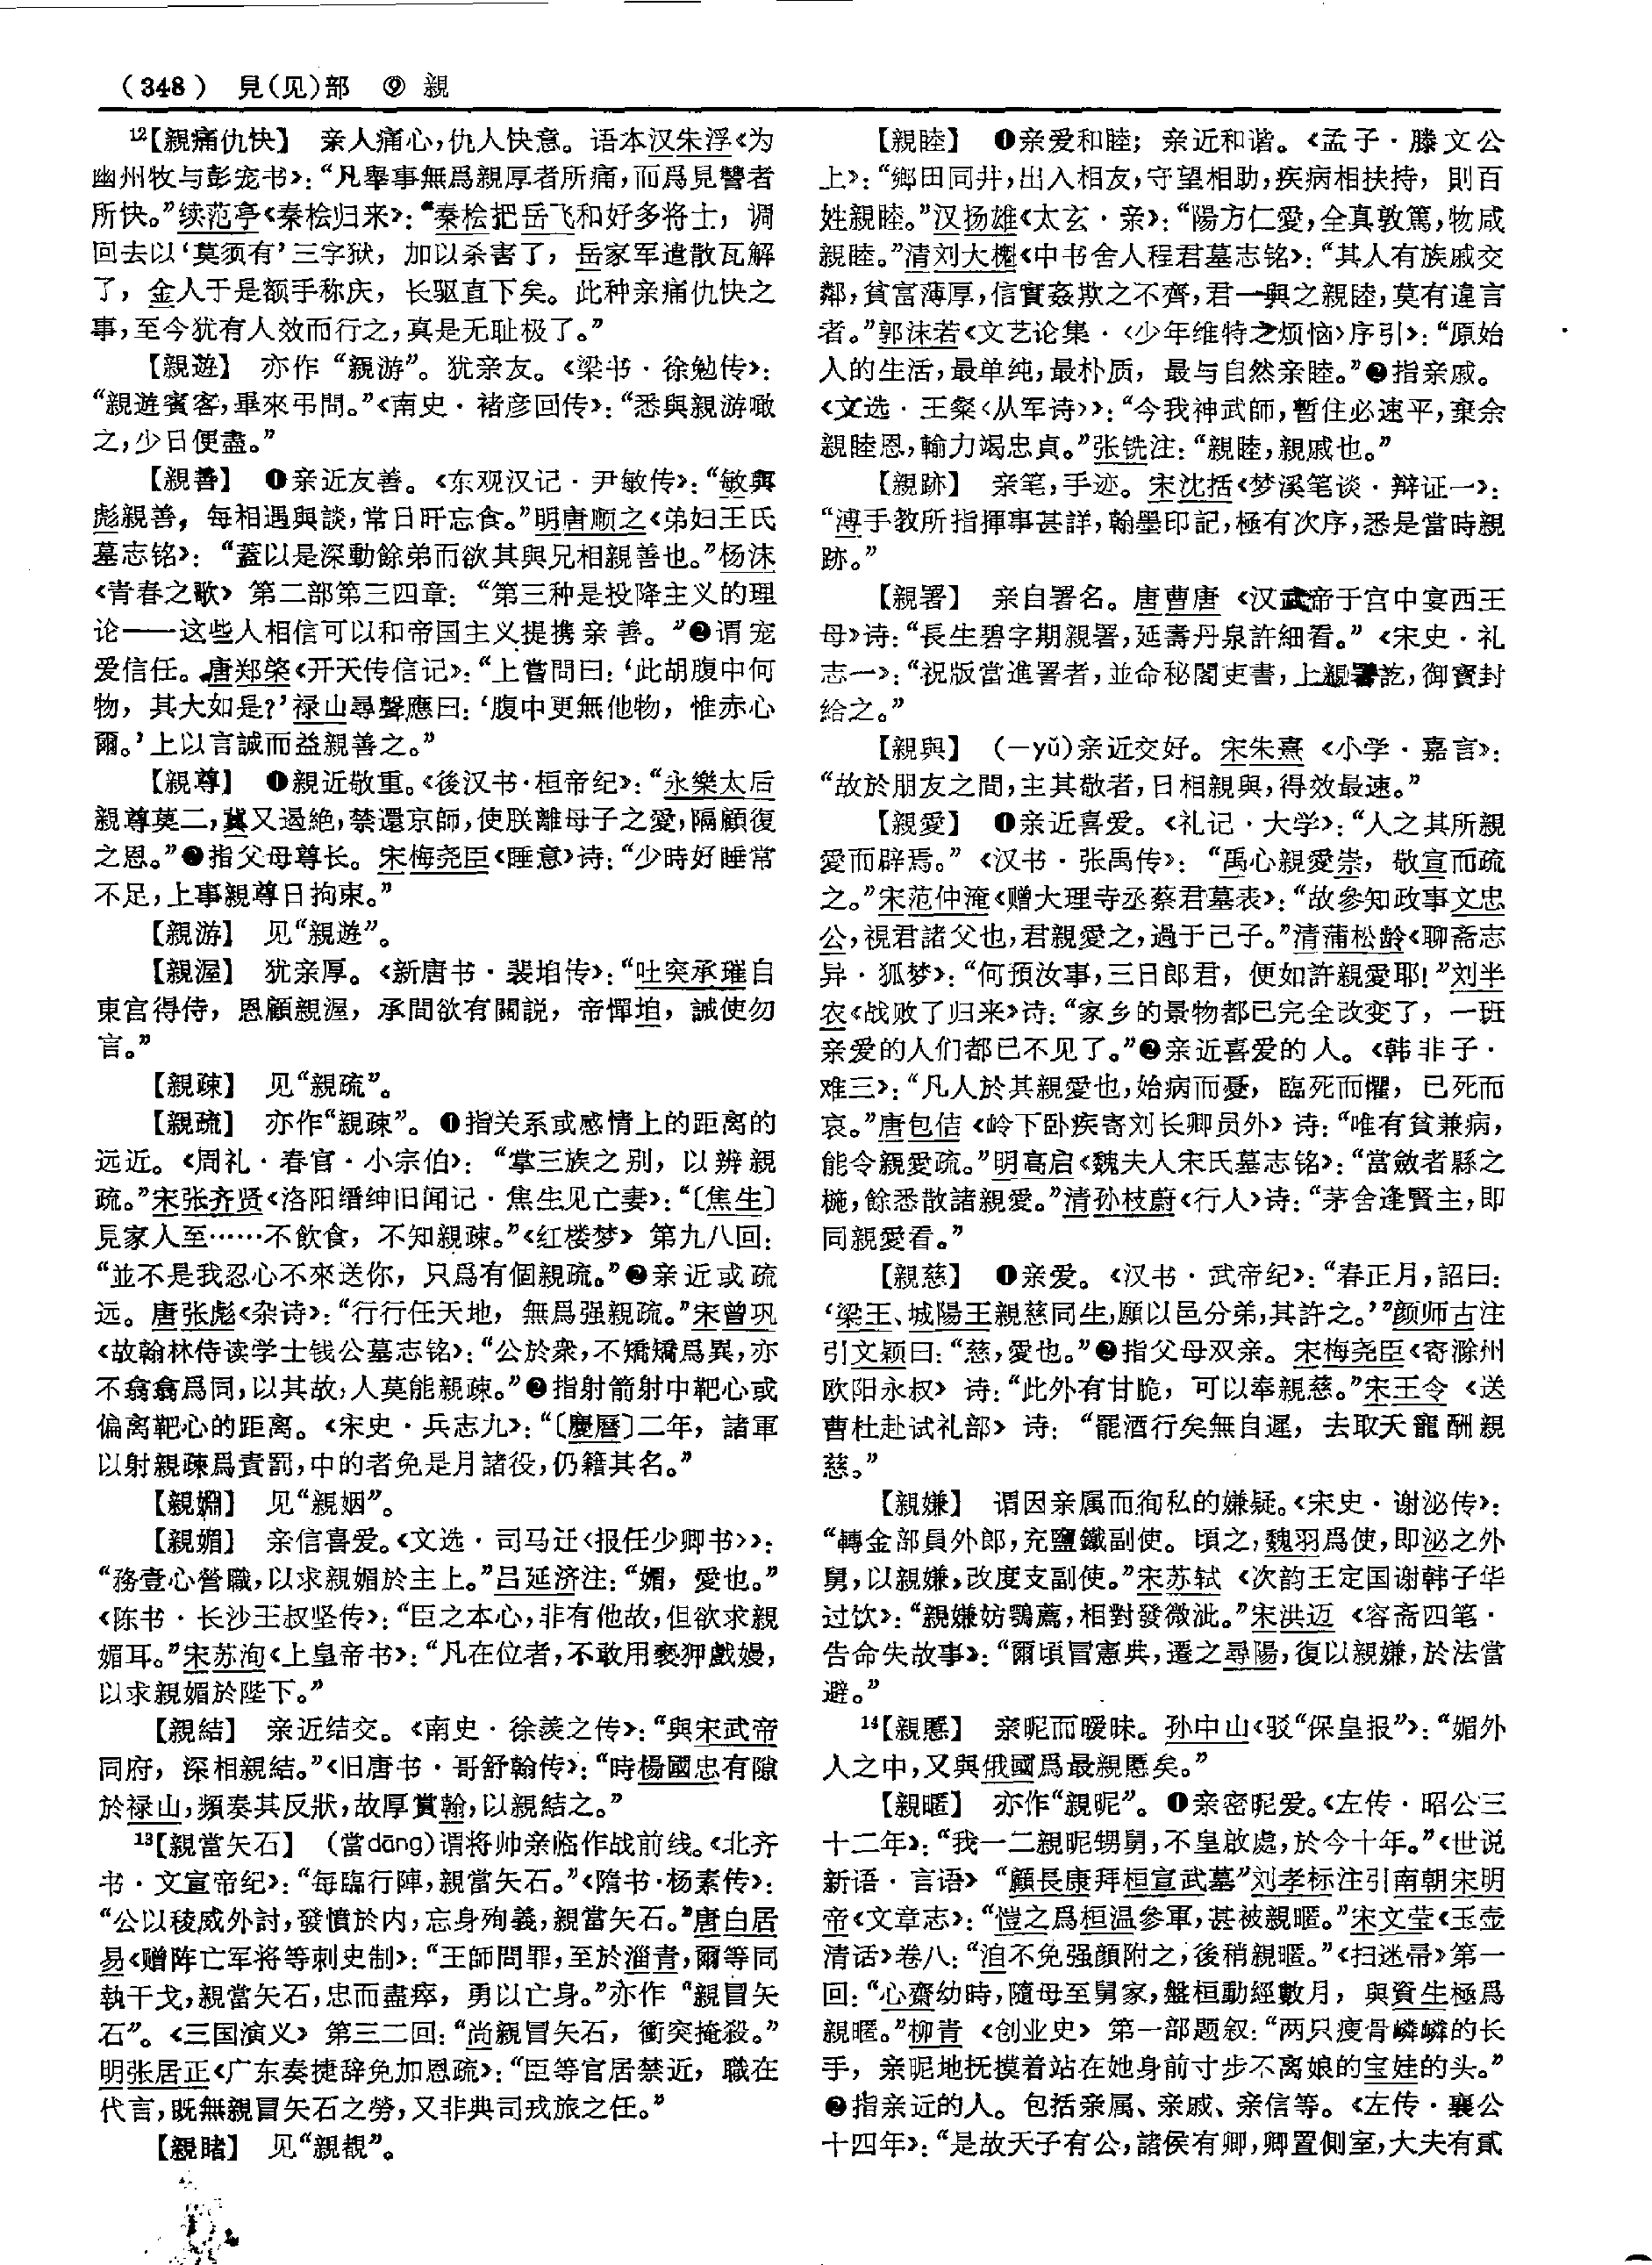 （348） 見(见)部 ⑨ 親
12【親痛仇快】 亲人痛心，仇人快意。语本汉朱浮《为
幽州牧与彭宠书》：“凡舉事無爲親厚者所痛，而爲見讐者
所快。”续范亭《秦桧归来》：“秦桧把岳飞和好多将士，调
回去以‘莫须有’三字狱，加以杀害了，岳家军遣散瓦解
了，金人于是额手称庆，长驱直下矣。此种亲痛仇快之
事，至今犹有人效而行之，真是无耻极了。”
【親遊】 亦作“親游”。犹亲友。《梁书·徐勉传》：
“親遊賓客，畢來弔問。”《南史·褚彦回传》：“悉與親游噉
之，少日便盡。”
【親善】 ❶亲近友善。《东观汉记·尹敏传》：“敏與
彪親善，每相遇與談，常日旰忘食。”明唐顺之《弟妇王氏
墓志铭》：“蓋以是深動餘弟而欲其與兄相親善也。”杨沫
《青春之歌》第二部第三四章：“第三种是投降主义的理
论——这些人相信可以和帝国主义提携亲善。”❷谓宠
爱信任。唐郑棨《开天传信记》：“上嘗問曰：‘此胡腹中何
物，其大如是？’禄山尋聲應曰：‘腹中更無他物，惟赤心
爾。’上以言誠而益親善之。”
【親尊】 ❶親近敬重。《後汉书·桓帝纪》：“永樂太后
親尊莫二，冀又遏絶，禁還京師，使朕離母子之愛，隔顧復
之恩。”❷指父母尊长。宋梅尧臣《睡意》诗：“少時好睡常
不足，上事親尊日拘束。”
【親游】 见“親遊”。
【親渥】 犹亲厚。《新唐书·裴垍传》：“吐突承璀自
東宫得侍，恩顧親渥，承間欲有關説，帝憚垍，誡使勿
言。”
【親疎】 见“親疏”。
【親疏】 亦作“親疎”。❶指关系或感情上的距离的
远近。《周礼·春官·小宗伯》：“掌三族之别，以辨親
疏。”宋张齐贤《洛阳缙绅旧闻记·焦生见亡妻》：“〔焦生〕
見家人至……不飲食，不知親疎。”《红楼梦》第九八回：
“並不是我忍心不來送你，只爲有個親疏。”❷亲近或疏
远。唐张彪《杂诗》：“行行任天地，無爲强親疏。”宋曾巩
《故翰林侍读学士钱公墓志铭》：“公於衆，不矯矯爲異，亦
不翕翕爲同，以其故，人莫能親疎。”❷指射箭射中靶心或
偏离靶心的距离。《宋史·兵志九》：“〔慶曆〕二年，諸軍
以射親疎爲賞罰，中的者免是月諸役，仍籍其名。”
【親婣】 见“親姻”。
【親媚】 亲信喜爱。《文选·司马迁〈报任少卿书〉》：
“務壹心營職，以求親媚於主上。”吕延济注：“媚，愛也。”
《陈书·长沙王叔坚传》：“臣之本心，非有他故，但欲求親
媚耳。”宋苏洵《上皇帝书》：“凡在位者，不敢用褻狎戲嫚，
以求親媚於陛下。”
【親結】 亲近结交。《南史·徐羡之传》：“與宋武帝
同府，深相親結。”《旧唐书·哥舒翰传》：“時楊國忠有隙
於禄山，頻奏其反狀，故厚賞翰，以親結之。”
13【親當矢石】 （當dāng）谓将帅亲临作战前线。《北齐
书·文宣帝纪》：“每臨行陣，親當矢石。”《隋书·杨素传》：
“公以稜威外討，發憤於内，忘身殉義，親當矢石。”唐白居
易《赠阵亡军将等刺史制》：“王師問罪，至於淄青，爾等同
執干戈，親當矢石，忠而盡瘁，勇以亡身。”亦作“親冒矢
石”。《三国演义》第三二回：“尚親冒矢石，衝突掩殺。”
明张居正《广东奏捷辞免加恩疏》：“臣等官居禁近，職在
代言，既無親冒矢石之勞，又非典司戎旅之任。”
【親睹】 见“親覩”。
【親睦】 ❶亲爱和睦；亲近和谐。《孟子·滕文公
上》：“鄉田同井，出入相友，守望相助，疾病相扶持，則百
姓親睦。”汉扬雄《太玄·亲》：“陽方仁愛，全真敦篤，物咸
親睦。”清刘大櫆《中书舍人程君墓志铭》：“其人有族戚交
鄰，貧富薄厚，信實姦欺之不齊，君一與之親睦，莫有違言
者。”郭沫若《文艺论集·〈少年维特之烦恼〉序引》：“原始
人的生活，最单纯，最朴质，最与自然亲睦。”❷指亲戚。
《文选·王粲〈从军诗〉》：“今我神武師，暫住必速平，棄余
親睦恩，輸力竭忠貞。”张铣注：“親睦，親戚也。”
【親跡】 亲笔，手迹。宋沈括《梦溪笔谈·辩证一》：
“溥手教所指揮事甚詳，翰墨印記，極有次序，悉是當時親
跡。”
【親署】 亲自署名。唐曹唐《汉武帝于宫中宴西王
母》诗：“長生碧字期親署，延壽丹泉許細看。”《宋史·礼
志一》：“祝版當進署者，並命秘閣吏書，上親署訖，御寳封
給之。”
【親與】 （—yǔ）亲近交好。宋朱熹《小学·嘉言》：
“故於朋友之間，主其敬者，日相親與，得效最速。”
【親愛】 ❶亲近喜爱。《礼记·大学》：“人之其所親
愛而辟焉。”《汉书·张禹传》：“禹心親愛崇，敬宣而疏
之。”宋范仲淹《赠大理寺丞蔡君墓表》：“故參知政事文忠
公，視君諸父也，君親愛之，過于己子。”清蒲松龄《聊斋志
异·狐梦》：“何預汝事，三日郎君，便如許親愛耶！”刘半
农《战败了归来》诗：“家乡的景物都已完全改变了，一班
亲爱的人们都已不见了。”❷亲近喜爱的人。《韩非子·
难三》：“凡人於其親愛也，始病而憂，臨死而懼，已死而
哀。”唐包佶《岭下卧疾寄刘长卿员外》诗：“唯有貧兼病，
能令親愛疏。”明高启《魏夫人宋氏墓志铭》：“當斂者縣之
椸，餘悉散諸親愛。”清孙枝蔚《行人》诗：“茅舍逢賢主，即
同親愛看。”
【親慈】 ❶亲爱。《汉书·武帝纪》：“春正月，詔曰：
‘梁王、城陽王親慈同生，願以邑分弟，其許之。’”颜师古注
引文颖曰：“慈，愛也。”❷指父母双亲。宋梅尧臣《寄滁州
欧阳永叔》诗：“此外有甘脆，可以奉親慈。”宋王令《送
曹杜赴试礼部》诗：“罷酒行矣無自遲，去取天寵酬親
慈。”
【親嫌】 谓因亲属而徇私的嫌疑。《宋史·谢泌传》：
“轉金部員外郎，充鹽鐵副使。頃之，魏羽爲使，即泌之外
舅，以親嫌，改度支副使。”宋苏轼《次韵王定国谢韩子华
过饮》：“親嫌妨鶚薦，相對發微泚。”宋洪迈《容斋四笔·
告命失故事》：“爾頃冒憲典，遷之尋陽，復以親嫌，於法當
避。”
14【親慝】 亲昵而暧昧。孙中山《驳“保皇报”》：“媚外
人之中，又與俄國爲最親慝矣。”
【親暱】 亦作“親昵”。❶亲密昵爱。《左传·昭公三
十二年》：“我一二親昵甥舅，不皇啟處，於今十年。”《世说
新语·言语》“顧長康拜桓宣武墓”刘孝标注引南朝宋明
帝《文章志》：“愷之爲桓温參軍，甚被親暱。”宋文莹《玉壶
清话》卷八：“洎不免强顔附之，後稍親暱。”《扫迷帚》第一
回：“心齋幼時，隨母至舅家，盤桓動經數月，與資生極爲
親暱。”柳青《创业史》第一部题叙：“两只瘦骨嶙嶙的长
手，亲昵地抚摸着站在她身前寸步不离娘的宝娃的头。”
❷指亲近的人。包括亲属、亲戚、亲信等。《左传·襄公
十四年》：“是故天子有公，諸侯有卿，卿置側室，大夫有貳